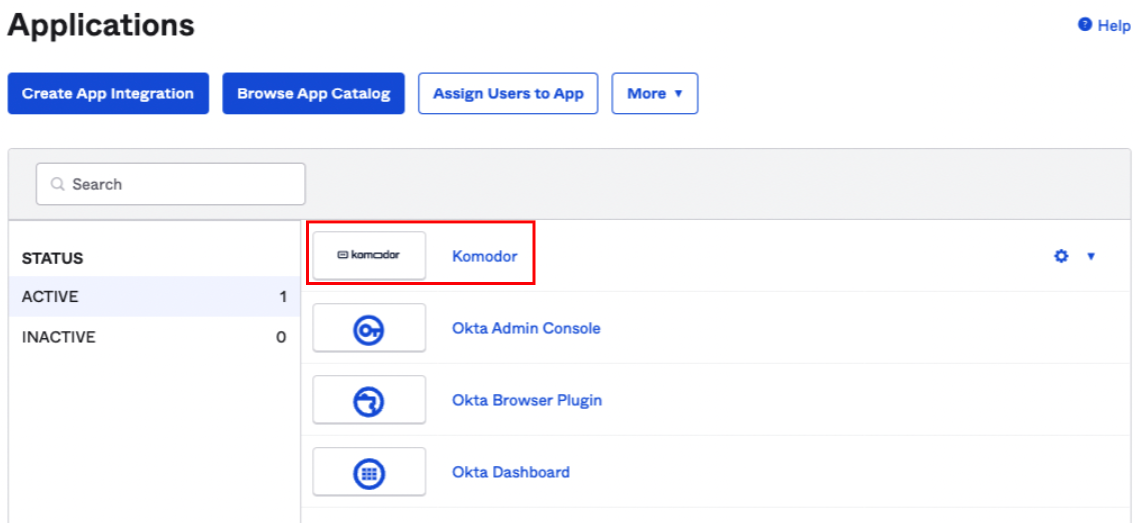 Applications
Help
Create App Integration
Browse App Catalog
Assign Users to App
More
Search
STATUS
ACTIVE 1
INACTIVE 0
komodor
Komodor
Okta Admin Console
Okta Browser Plugin
Okta Dashboard